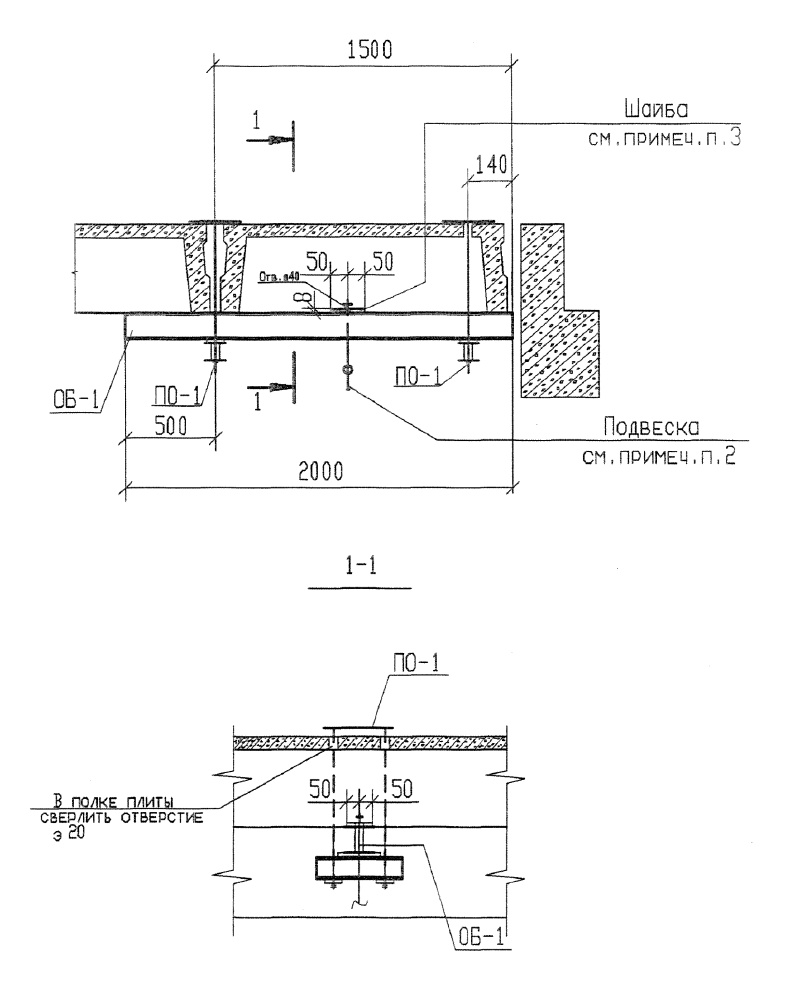 1500
1
Шайба
см. примеч. п. 3
140
50
50
Отв. ø40
8
ОБ-1
ПО-1
1
ПО-1
500
Подвеска
см. примеч. п. 2
2000
1-1
ПО-1
50
50
В полке плиты
сверлить отверстие
э 20
ОБ-1